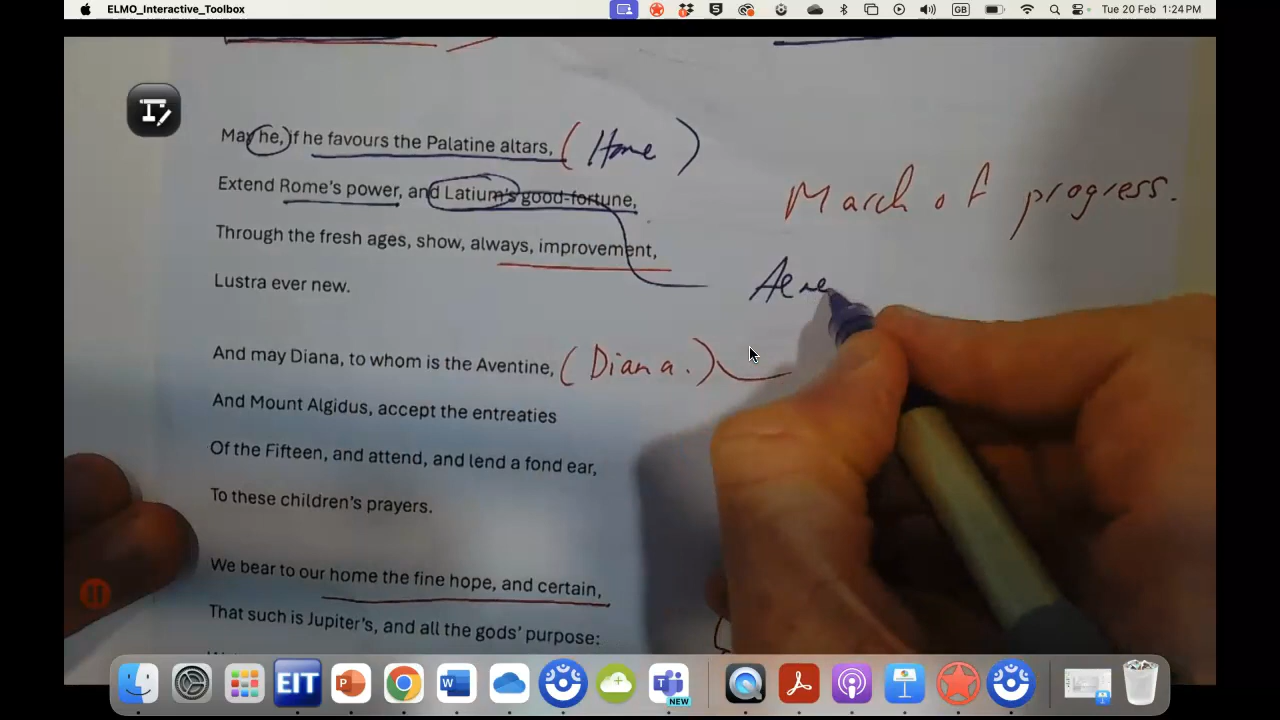 ELMO_Interactive_Toolbox GB Tue 20 Feb 1:24 PM
May he, if he favours the Palatine altars, (Home)
Extend Rome's power, and Latium's good-fortune,
March of progress.
Through the fresh ages, show, always, improvement,
Lustra ever new.
Aene
And may Diana, to whom is the Aventine, (Diana.)
And Mount Algidus, accept the entreaties
Of the Fifteen, and attend, and lend a fond ear,
To these children's prayers.
We bear to our home the fine hope, and certain,
That such is Jupiter's, and all the gods' purpose:
EIT
NEW